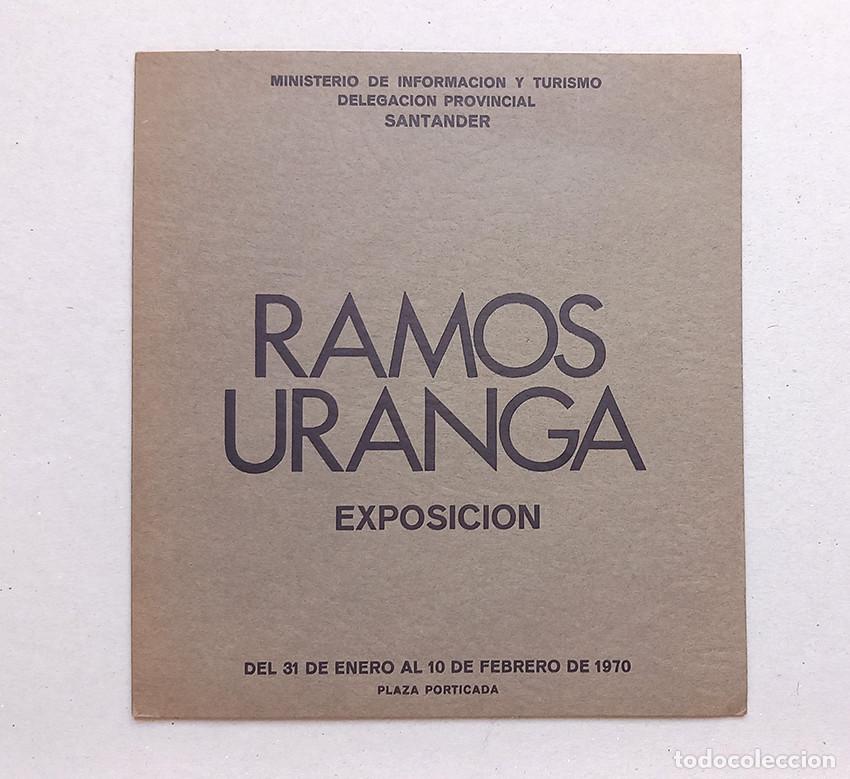 MINISTERIO DE INFORMACION Y TURISMO
DELEGACION PROVINCIAL
SANTANDER
RAMOS
URANGA
EXPOSICION
DEL 31 DE ENERO AL 10 DE FEBRERO DE 1970
PLAZA PORTICADA
todocoleccion